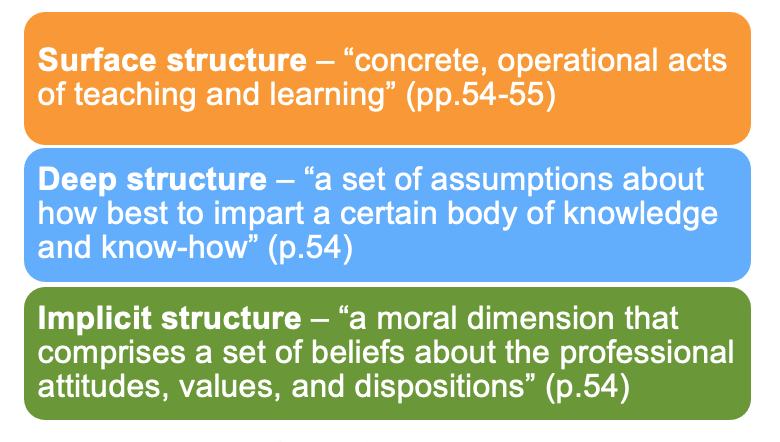 Surface structure – “concrete, operational acts
of teaching and learning” (pp.54-55)
Deep structure – “a set of assumptions about
how best to impart a certain body of knowledge
and know-how” (p.54)
Implicit structure – “a moral dimension that
comprises a set of beliefs about the professional
attitudes, values, and dispositions” (p.54)